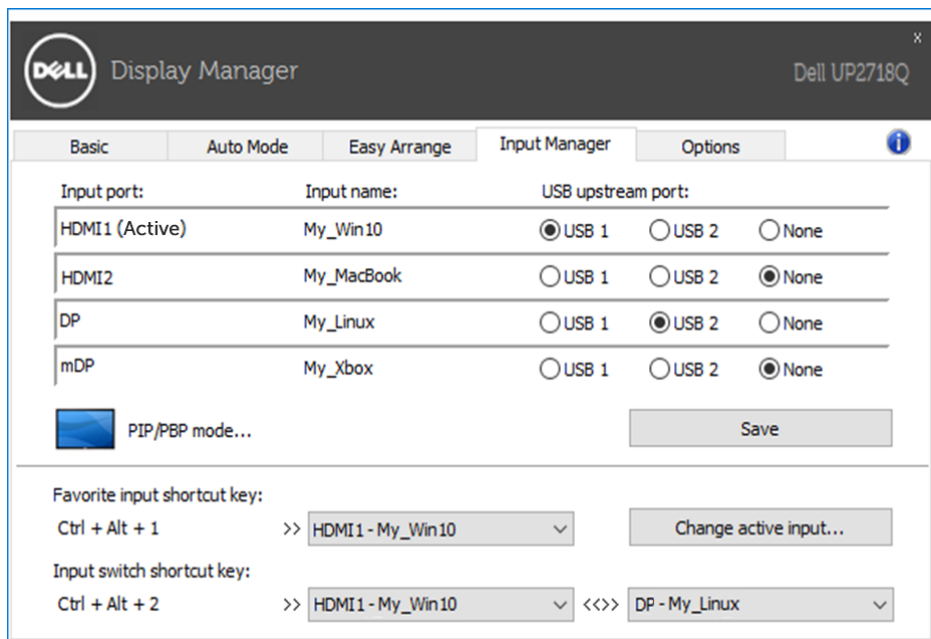 x
DELL Display Manager Dell UP2718Q
Basic Auto Mode Easy Arrange Input Manager Options i
Input port: Input name: USB upstream port:
HDMI1 (Active) My_Win10 USB 1 USB 2 None
HDMI2 My_MacBook USB 1 USB 2 None
DP My_Linux USB 1 USB 2 None
mDP My_Xbox USB 1 USB 2 None
PIP/PBP mode... Save
Favorite input shortcut key:
Ctrl + Alt + 1 >> HDMI1 - My_Win10 Change active input...
Input switch shortcut key:
Ctrl + Alt + 2 >> HDMI1 - My_Win10 <<>> DP - My_Linux